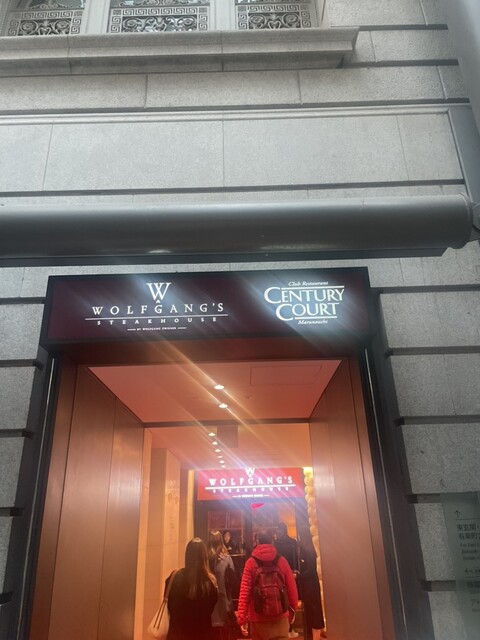 W
WOLFGANG'S
STEAKHOUSE
BY WOLFGANG ZWIENER
Club Restaurant
CENTURY
COURT
Marunouchi
W
WOLFGANG'S
STEAKHOUSE